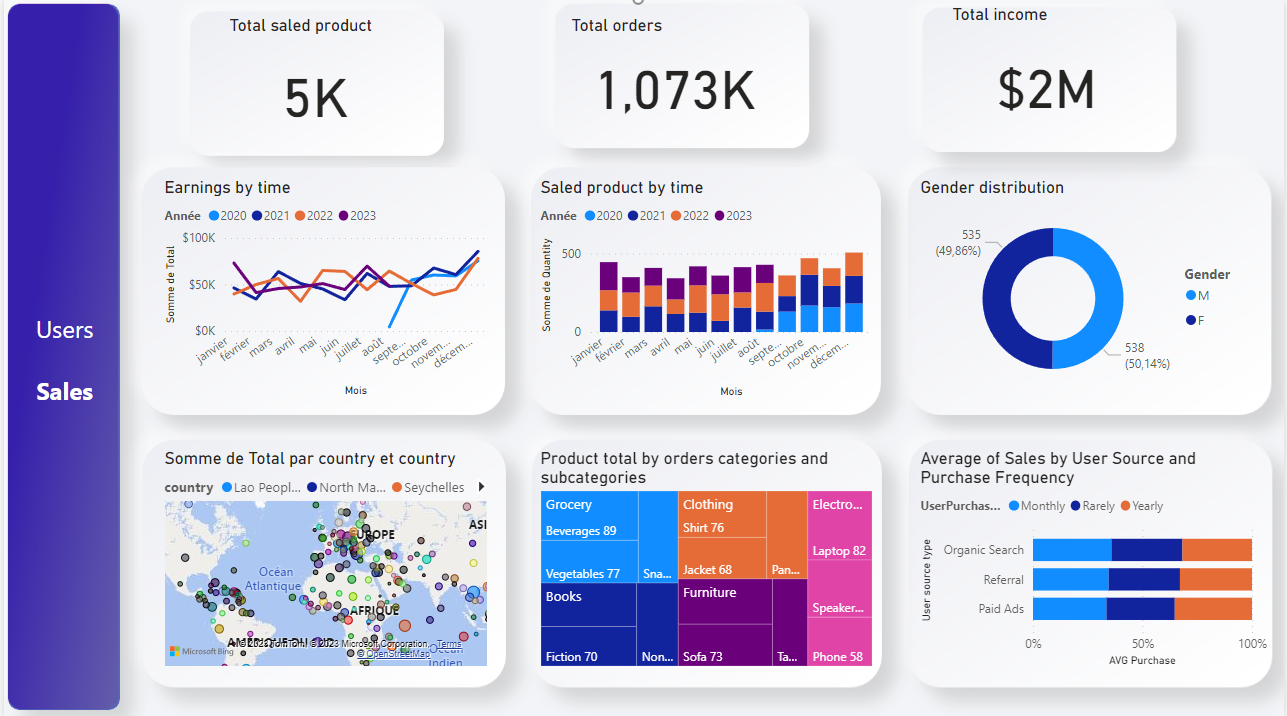 Users
Sales
Total saled product
5K
Total orders
1,073K
Total income
$2M
Earnings by time
Année 2020 2021 2022 2023
Somme de Total
$100K
$50K
$0K
janvier
février
mars
avril
mai
juin
juillet
août
septe...
octobre
novem...
décem...
Mois
Saled product by time
Année 2020 2021 2022 2023
Somme de Quantity
500
0
janvier
février
mars
avril
mai
juin
juillet
août
septe...
octobre
novem...
décem...
Mois
Gender distribution
535
(49,86%)
538
(50,14%)
Gender
M
F
Somme de Total par country et country
country Lao Peopl... North Ma... Seychelles
EUROPE
ASI
Océan
Atlantique
AFRIQUE
Océan
Indien
Microsoft Bing
Microsoft Corporation, Terms
© OpenStreetMap
Product total by orders categories and
subcategories
Grocery
Beverages 89
Vegetables 77
Sna...
Books
Fiction 70
Non...
Clothing
Shirt 76
Jacket 68
Pan...
Furniture
Sofa 73
Ta...
Electro...
Laptop 82
Speaker...
Phone 58
Average of Sales by User Source and
Purchase Frequency
UserPurchas... Monthly Rarely Yearly
User source type
Organic Search
Referral
Paid Ads
0%
50%
100%
AVG Purchase